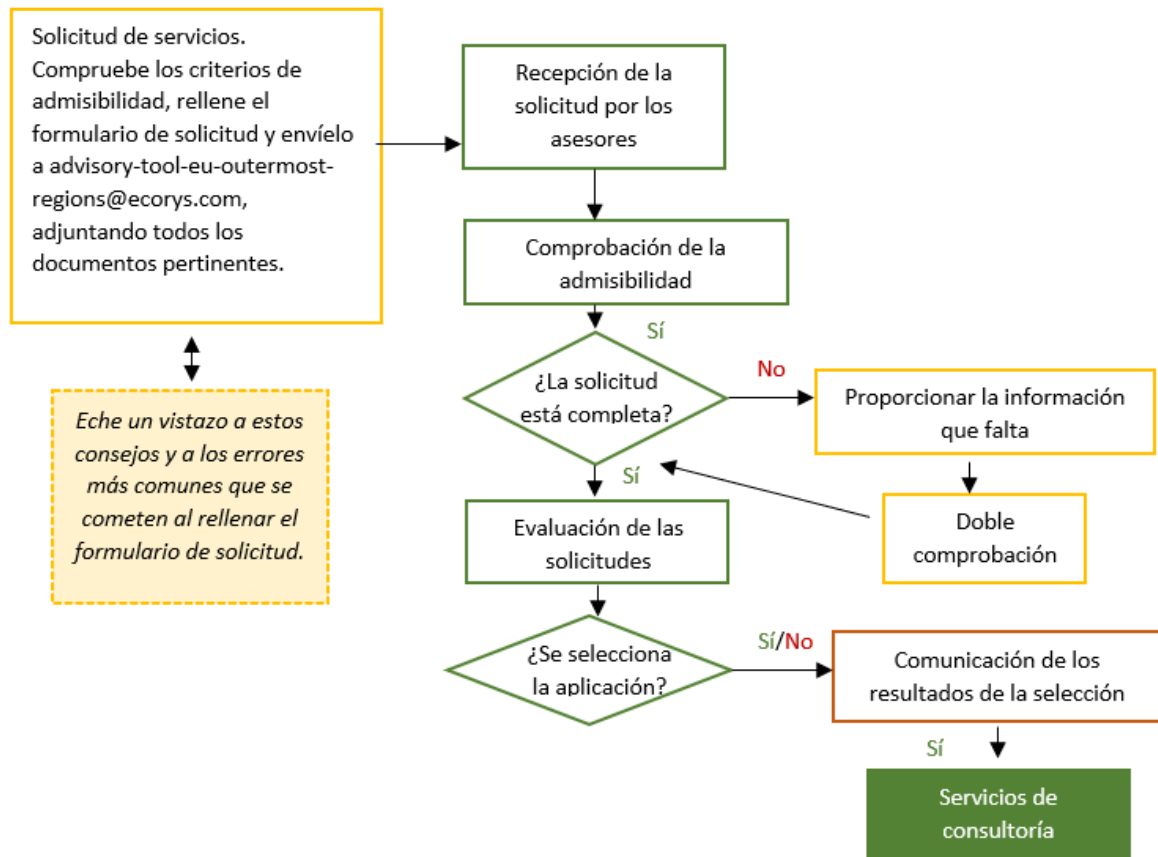 Solicitud de servicios.
Compruebe los criterios de
admisibilidad, rellene el
formulario de solicitud y envíelo
a advisory-tool-eu-outermost-
regions@ecorys.com,
adjuntando todos los
documentos pertinentes.
Eche un vistazo a estos
consejos y a los errores
más comunes que se
cometen al rellenar el
formulario de solicitud.
Recepción de la
solicitud por los
asesores
Comprobación de la
admisibilidad
Sí
¿La solicitud
está completa?
No
Proporcionar la información
que falta
Doble
comprobación
Sí
Evaluación de las
solicitudes
¿Se selecciona
la aplicación?
Sí/No
Comunicación de los
resultados de la selección
Sí
Servicios de
consultoría